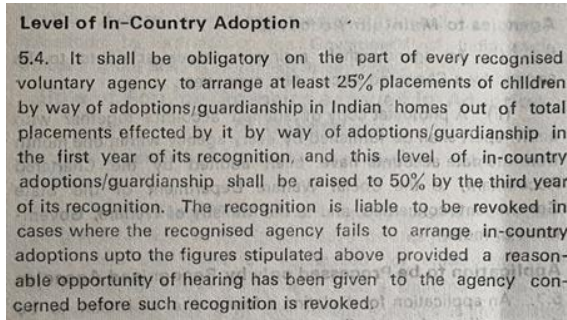 Level of In-Country Adoption
5.4. It shall be obligatory on the part of every recognised
voluntary agency to arrange at least 25% placements of children
by way of adoptions/guardianship in Indian homes out of total
placements effected by it by way of adoptions/guardianship in
the first year of its recognition, and this level of in-country
adoptions/guardianship shall be raised to 50% by the third year
of its recognition. The recognition is liable to be revoked in
cases where the recognised agency fails to arrange in-country
adoptions upto the figures stipulated above provided a reason-
able opportunity of hearing has been given to the agency con-
cerned before such recognition is revoked.